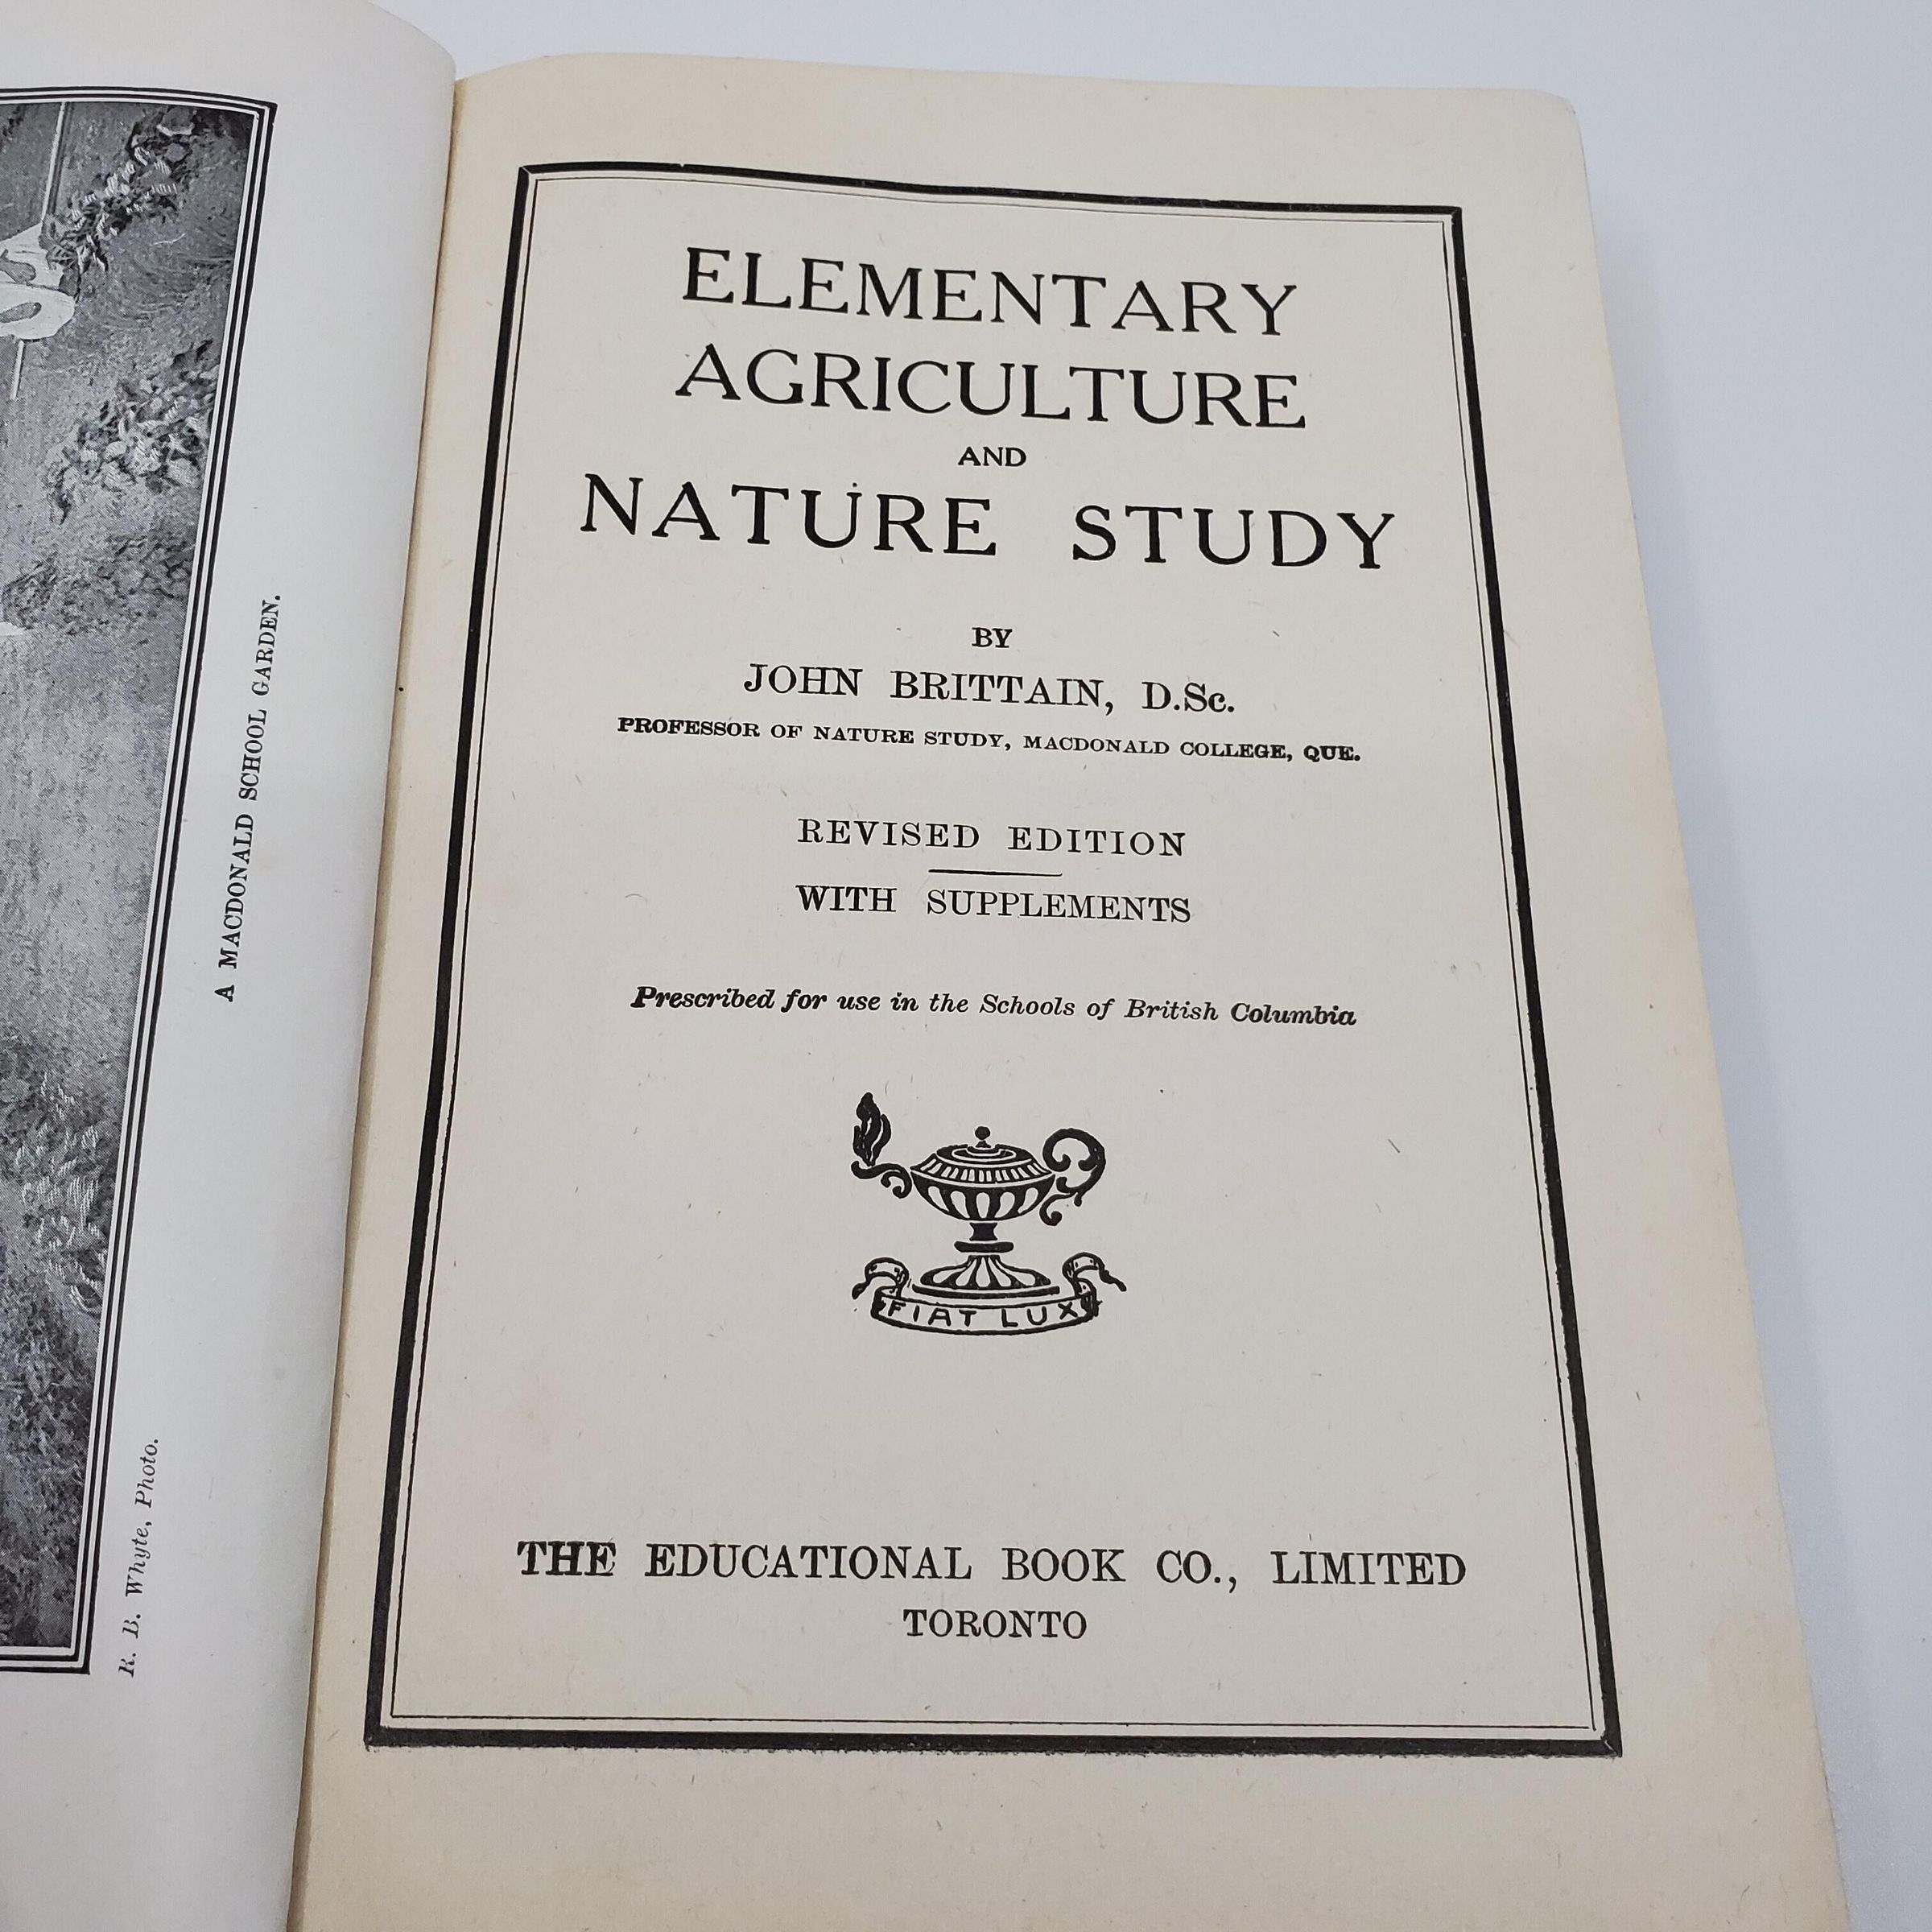 A MACDONALD SCHOOL GARDEN.
R. B. Whyte, Photo.
ELEMENTARY
AGRICULTURE
AND
NATURE STUDY
BY
JOHN BRITTAIN, D.Sc.
PROFESSOR OF NATURE STUDY, MACDONALD COLLEGE, QUE.
REVISED EDITION
WITH SUPPLEMENTS
Prescribed for use in the Schools of British Columbia
FIAT LUX
THE EDUCATIONAL BOOK CO., LIMITED
TORONTO